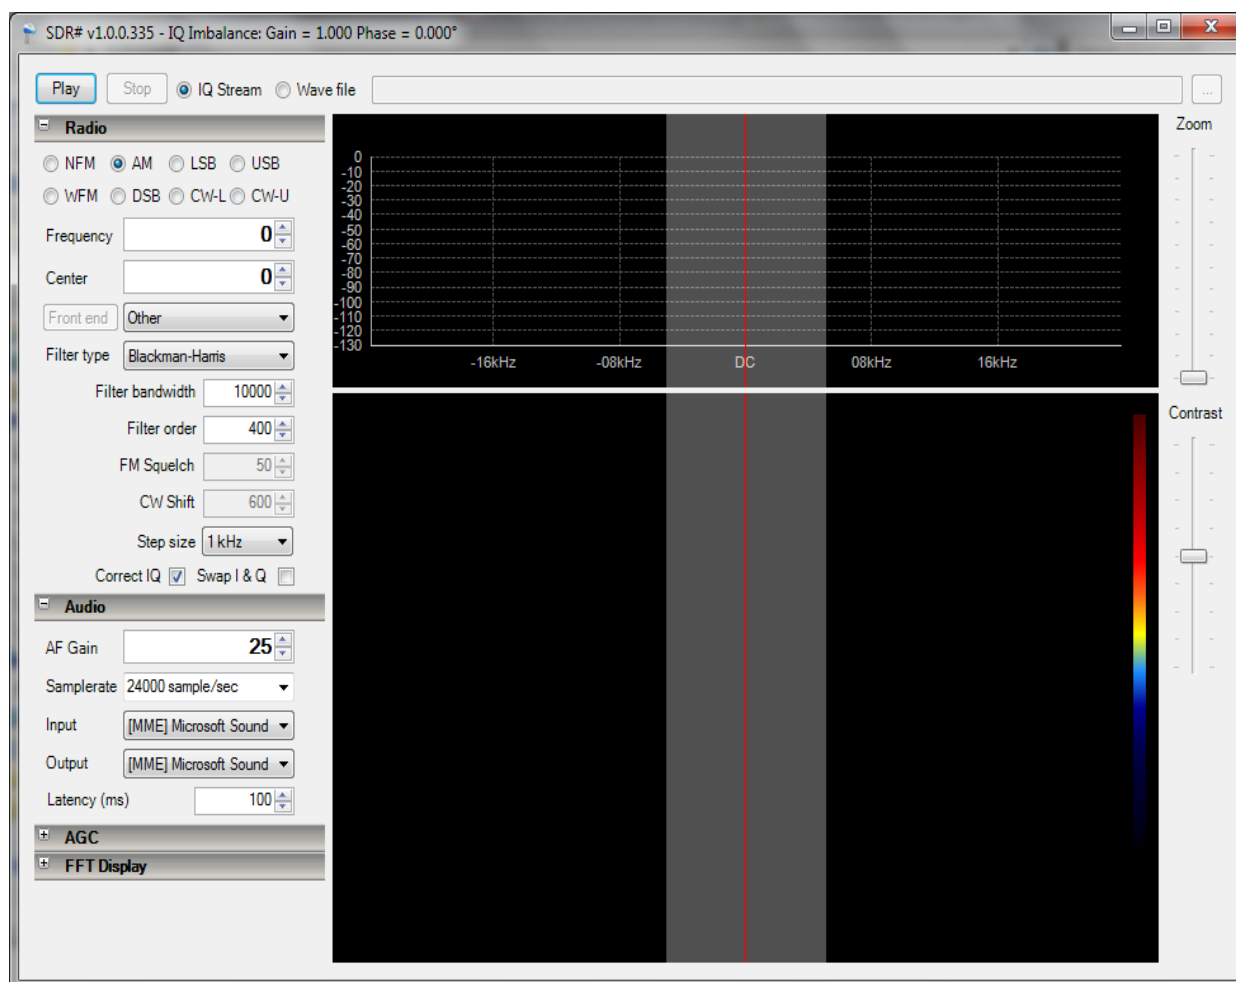 SDR# v1.0.0.335 - IQ Imbalance: Gain = 1.000 Phase = 0.000°
Play Stop IQ Stream Wave file ...
Radio
NFM AM LSB USB
WFM DSB CW-L CW-U
Frequency 0
Center 0
Front end Other
Filter type Blackman-Harris
Filter bandwidth 10000
Filter order 400
FM Squelch 50
CW Shift 600
Step size 1 kHz
Correct IQ Swap I & Q
Audio
AF Gain 25
Samplerate 24000 sample/sec
Input [MME] Microsoft Sound
Output [MME] Microsoft Sound
Latency (ms) 100
AGC
FFT Display
0
-10
-20
-30
-40
-50
-60
-70
-80
-90
-100
-110
-120
-130
-16kHz -08kHz DC 08kHz 16kHz
Zoom
Contrast